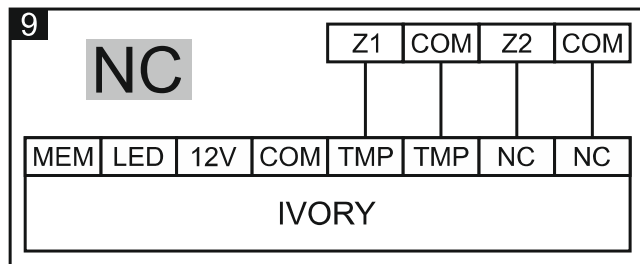 9
NC
Z1 COM Z2 COM
MEM LED 12V COM TMP TMP NC NC
IVORY